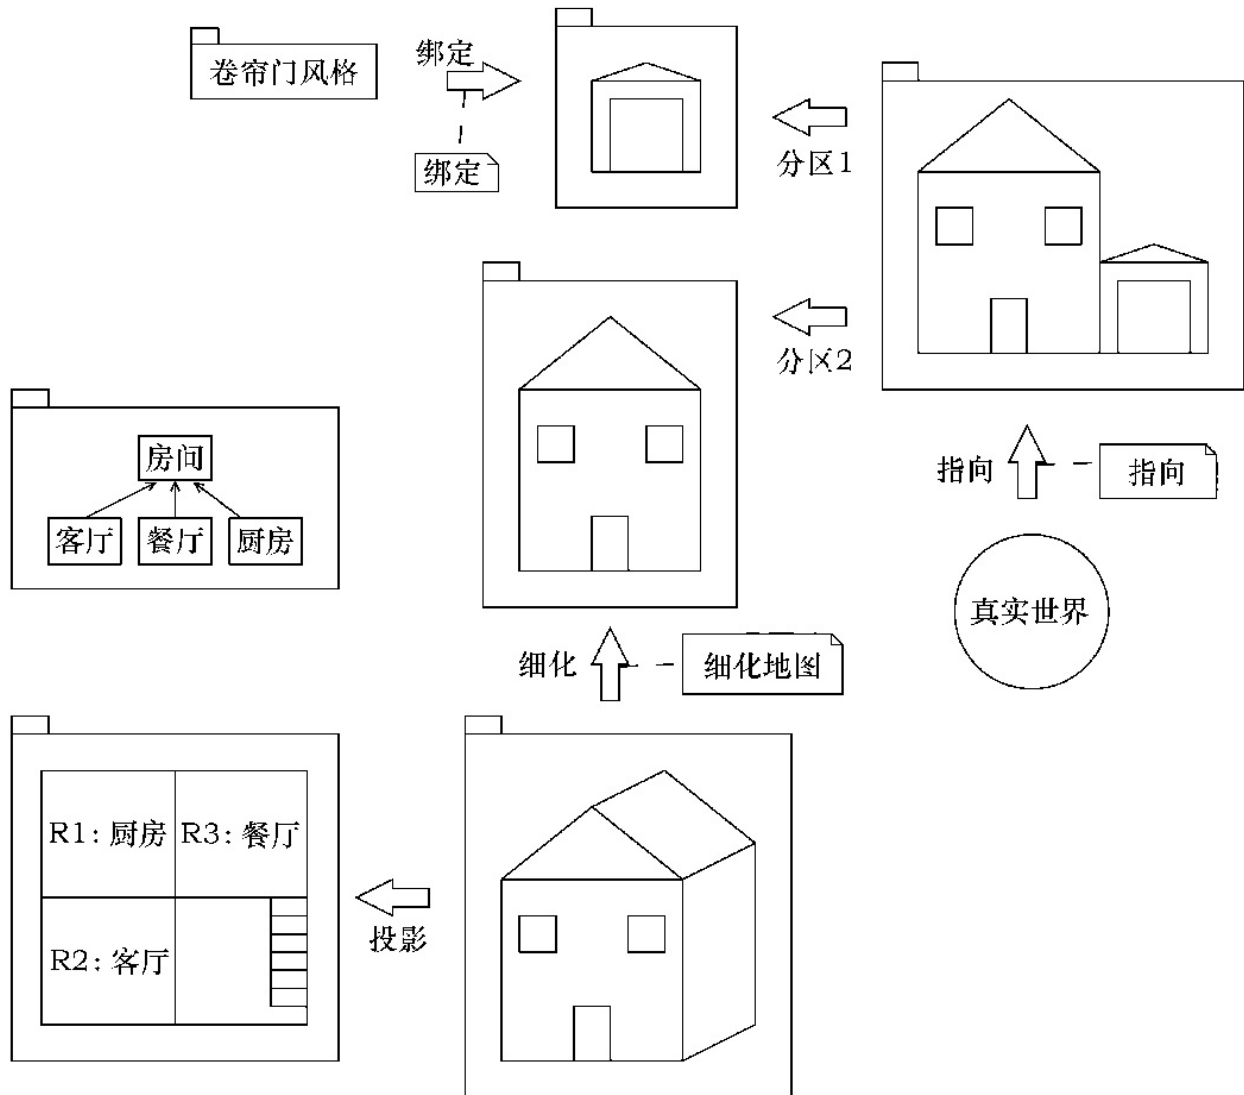 卷帘门风格
绑定
绑定
分区1
分区2
房间
客厅
餐厅
厨房
指向
指向
真实世界
细化
细化地图
R1: 厨房
R3: 餐厅
R2: 客厅
投影